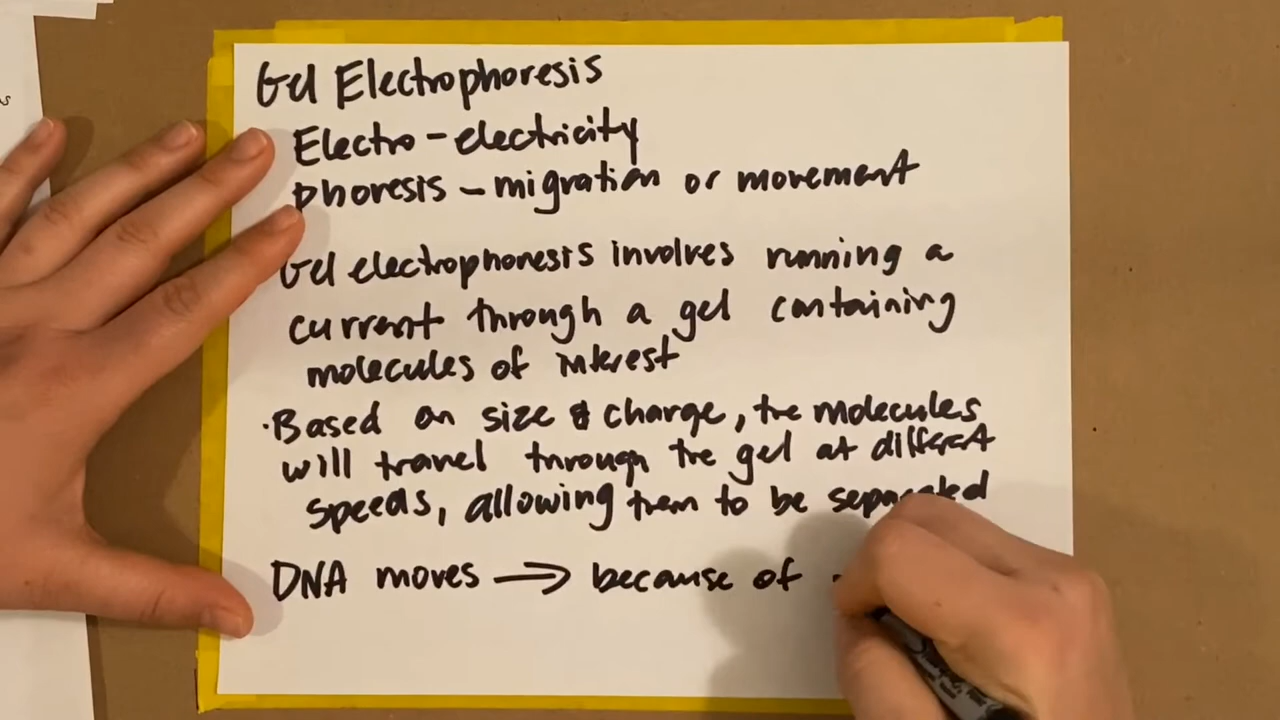 Gel Electrophoresis
Electro - electricity
phoresis - migration or movement
Gel electrophoresis involves running a
current through a gel containing
molecules of interest
· Based on size & charge, the molecules
will travel through the gel at different
speeds, allowing them to be separated
DNA moves → because of